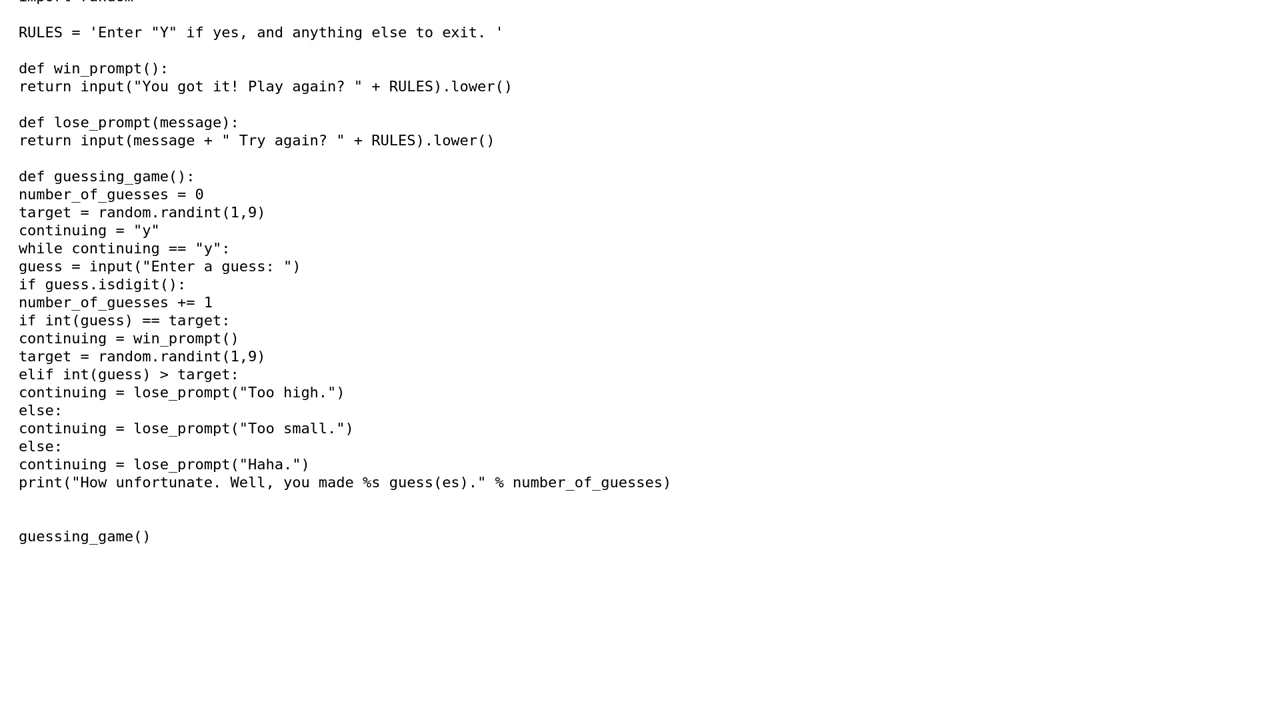 import random
RULES = 'Enter "Y" if yes, and anything else to exit. '
def win_prompt():
return input("You got it! Play again? " + RULES).lower()
def lose_prompt(message):
return input(message + " Try again? " + RULES).lower()
def guessing_game():
number_of_guesses = 0
target = random.randint(1,9)
continuing = "y"
while continuing == "y":
guess = input("Enter a guess: ")
if guess.isdigit():
number_of_guesses += 1
if int(guess) == target:
continuing = win_prompt()
target = random.randint(1,9)
elif int(guess) > target:
continuing = lose_prompt("Too high.")
else:
continuing = lose_prompt("Too small.")
else:
continuing = lose_prompt("Haha.")
print("How unfortunate. Well, you made %s guess(es)." % number_of_guesses)
guessing_game()